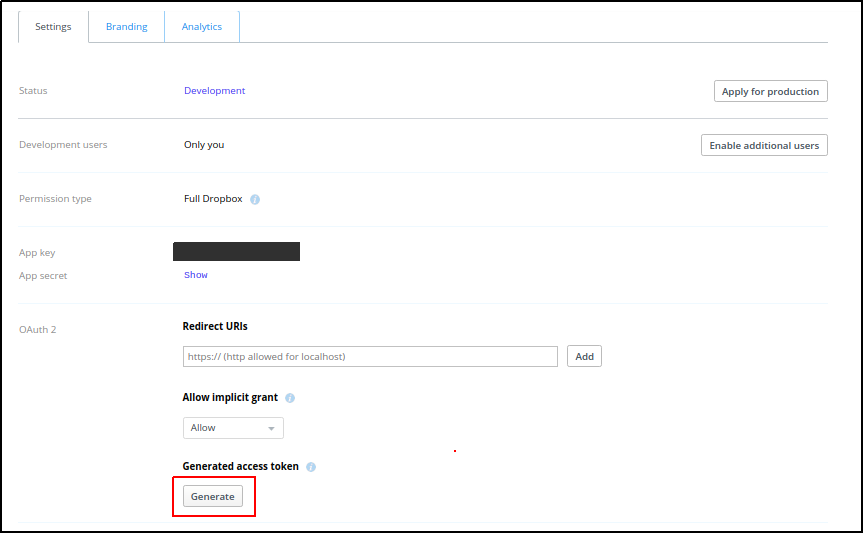 Settings Branding Analytics
Status Development Apply for production
Development users Only you Enable additional users
Permission type Full Dropbox i
App key
App secret Show
OAuth 2 Redirect URIs
https:// (http allowed for localhost) Add
Allow implicit grant i
Allow
Generated access token i
Generate